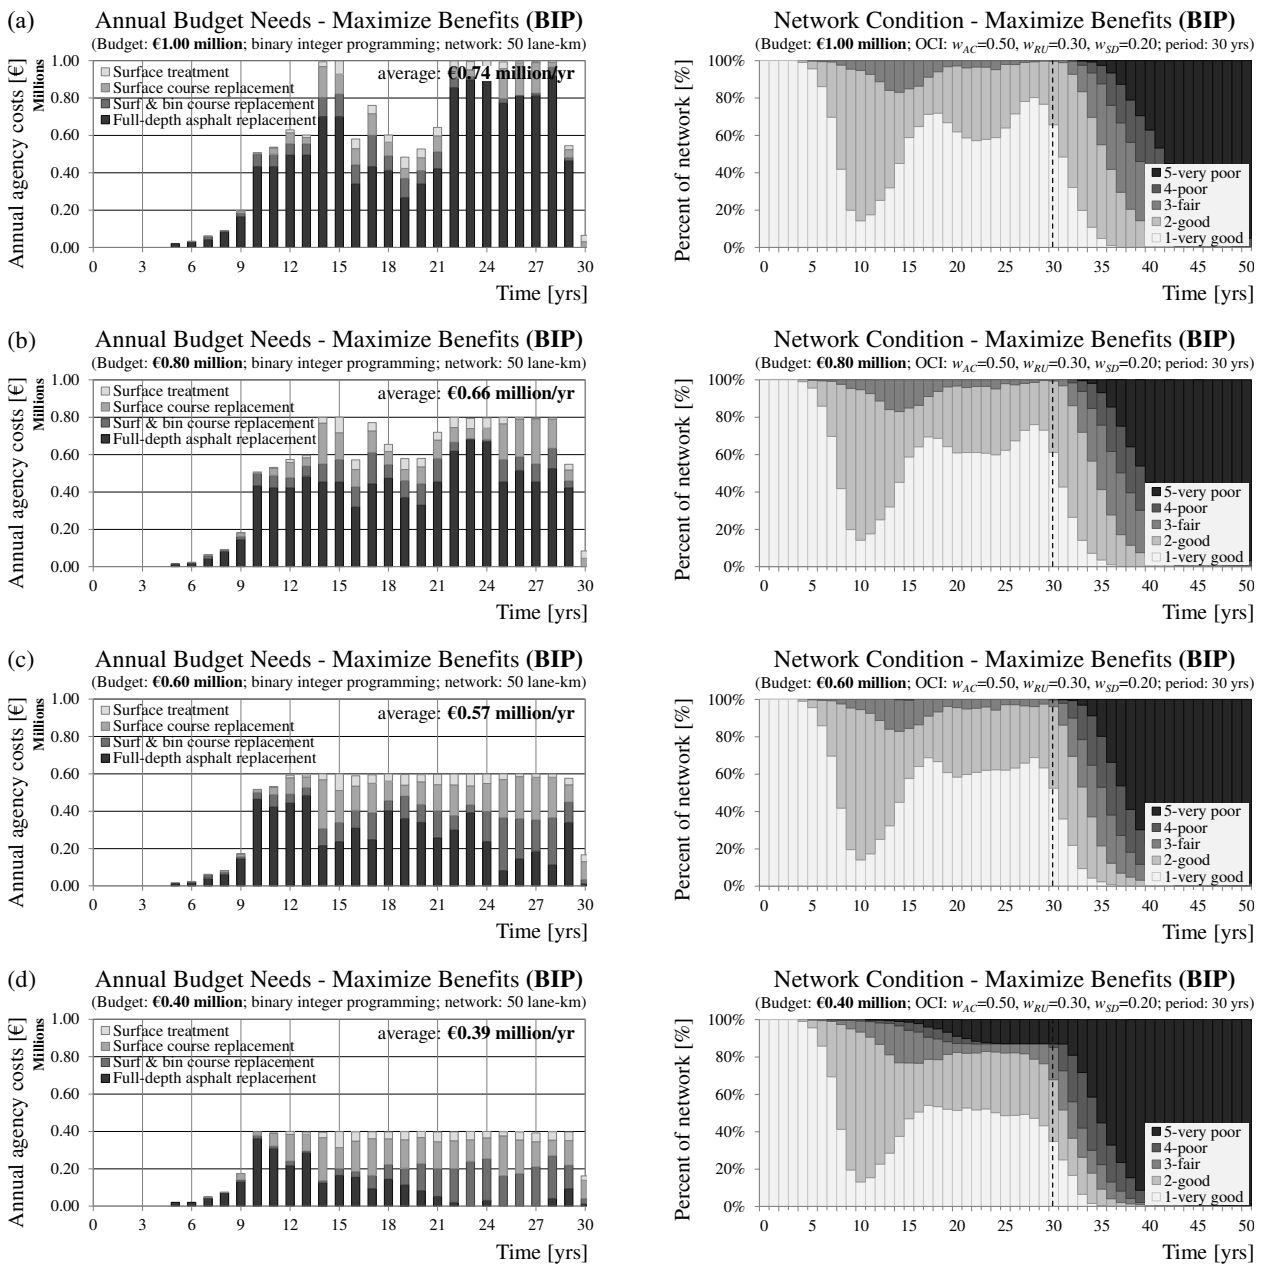 (a)
Annual Budget Needs - Maximize Benefits (BIP)
(Budget: €1.00 million; binary integer programming; network: 50 lane-km)
Annual agency costs [€]
Millions
1.00
0.80
0.60
0.40
0.20
0.00
Surface treatment
Surface course replacement
Surf & bin course replacement
Full-depth asphalt replacement
average: €0.74 million/yr
0 3 6 9 12 15 18 21 24 27 30
Time [yrs]
Network Condition - Maximize Benefits (BIP)
(Budget: €1.00 million; OCI: wAC=0.50, wRU=0.30, wSD=0.20; period: 30 yrs)
Percent of network [%]
100%
80%
60%
40%
20%
0%
5-very poor
4-poor
3-fair
2-good
1-very good
0 5 10 15 20 25 30 35 40 45 50
Time [yrs]
(b)
Annual Budget Needs - Maximize Benefits (BIP)
(Budget: €0.80 million; binary integer programming; network: 50 lane-km)
Annual agency costs [€]
Millions
1.00
0.80
0.60
0.40
0.20
0.00
Surface treatment
Surface course replacement
Surf & bin course replacement
Full-depth asphalt replacement
average: €0.66 million/yr
0 3 6 9 12 15 18 21 24 27 30
Time [yrs]
Network Condition - Maximize Benefits (BIP)
(Budget: €0.80 million; OCI: wAC=0.50, wRU=0.30, wSD=0.20; period: 30 yrs)
Percent of network [%]
100%
80%
60%
40%
20%
0%
5-very poor
4-poor
3-fair
2-good
1-very good
0 5 10 15 20 25 30 35 40 45 50
Time [yrs]
(c)
Annual Budget Needs - Maximize Benefits (BIP)
(Budget: €0.60 million; binary integer programming; network: 50 lane-km)
Annual agency costs [€]
Millions
1.00
0.80
0.60
0.40
0.20
0.00
Surface treatment
Surface course replacement
Surf & bin course replacement
Full-depth asphalt replacement
average: €0.57 million/yr
0 3 6 9 12 15 18 21 24 27 30
Time [yrs]
Network Condition - Maximize Benefits (BIP)
(Budget: €0.60 million; OCI: wAC=0.50, wRU=0.30, wSD=0.20; period: 30 yrs)
Percent of network [%]
100%
80%
60%
40%
20%
0%
5-very poor
4-poor
3-fair
2-good
1-very good
0 5 10 15 20 25 30 35 40 45 50
Time [yrs]
(d)
Annual Budget Needs - Maximize Benefits (BIP)
(Budget: €0.40 million; binary integer programming; network: 50 lane-km)
Annual agency costs [€]
Millions
1.00
0.80
0.60
0.40
0.20
0.00
Surface treatment
Surface course replacement
Surf & bin course replacement
Full-depth asphalt replacement
average: €0.39 million/yr
0 3 6 9 12 15 18 21 24 27 30
Time [yrs]
Network Condition - Maximize Benefits (BIP)
(Budget: €0.40 million; OCI: wAC=0.50, wRU=0.30, wSD=0.20; period: 30 yrs)
Percent of network [%]
100%
80%
60%
40%
20%
0%
5-very poor
4-poor
3-fair
2-good
1-very good
0 5 10 15 20 25 30 35 40 45 50
Time [yrs]